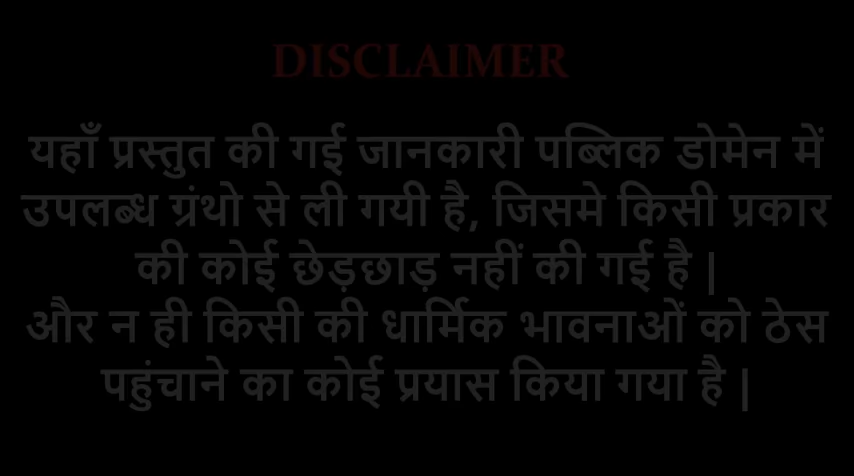 DISCLAIMER
यहाँ प्रस्तुत की गई जानकारी पब्लिक डोमेन में
उपलब्ध ग्रंथो से ली गयी है, जिसमे किसी प्रकार
की कोई छेड़छाड़ नहीं की गई है |
और न ही किसी की धार्मिक भावनाओं को ठेस
पहुंचाने का कोई प्रयास किया गया है |